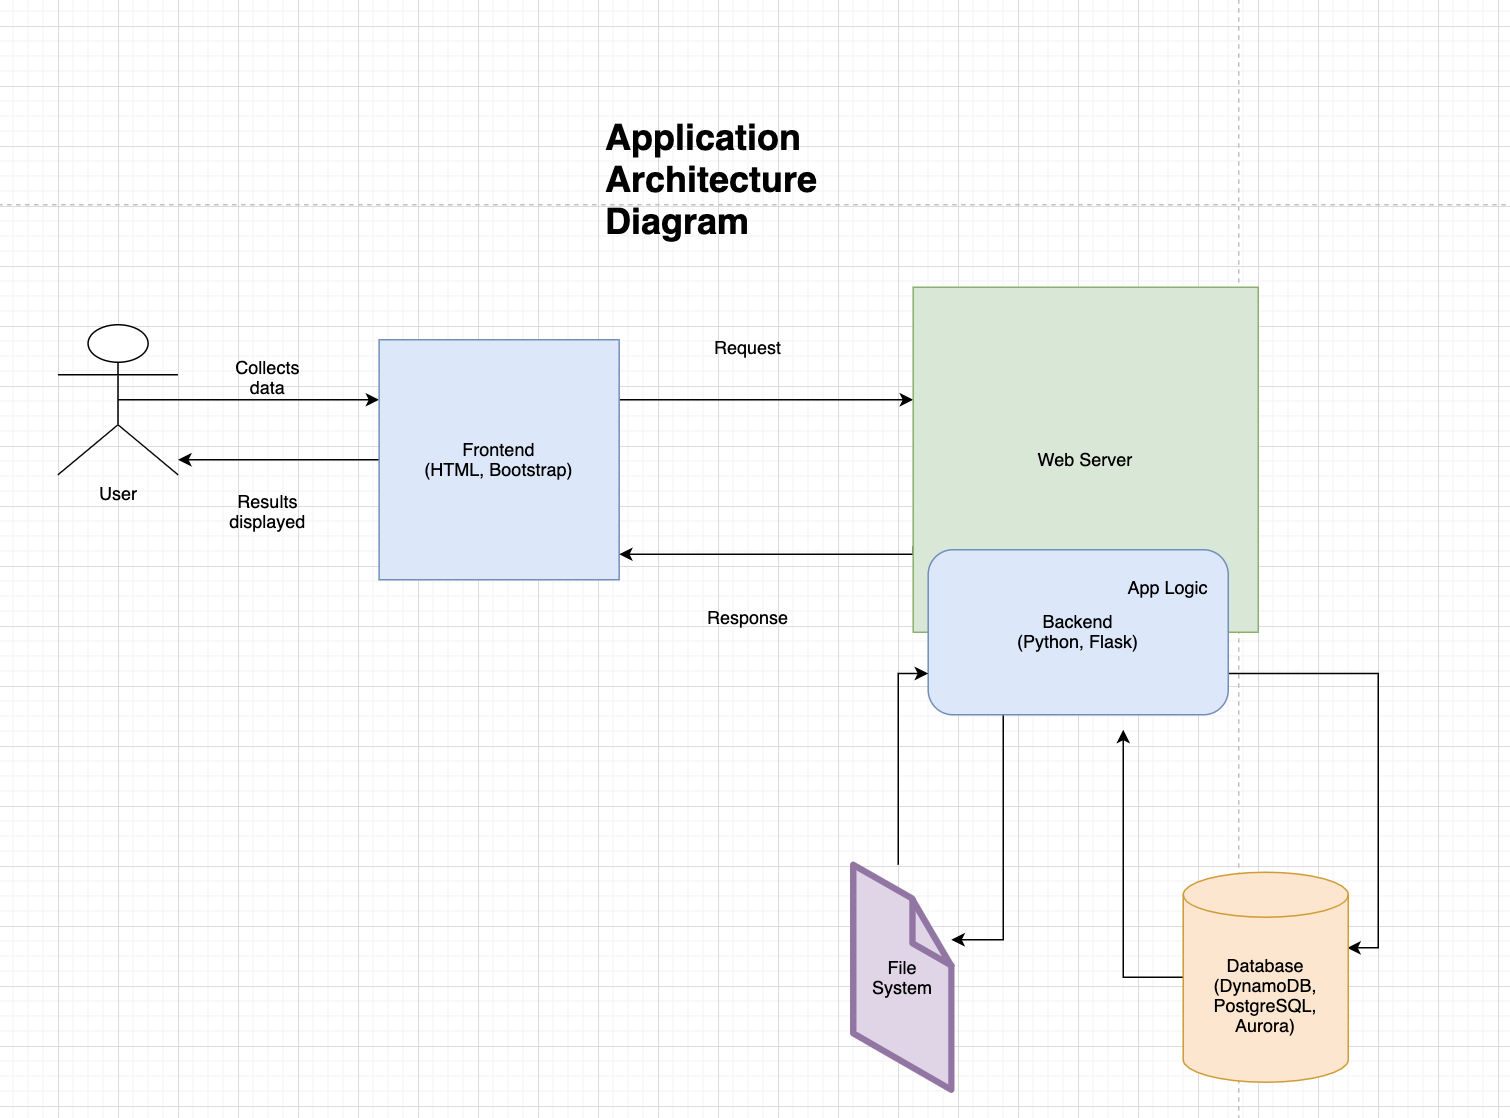 Application
Architecture
Diagram
Collects
data
Request
Frontend
(HTML, Bootstrap)
Web Server
User
Results
displayed
App Logic
Response
Backend
(Python, Flask)
File
System
Database
(DynamoDB,
PostgreSQL,
Aurora)